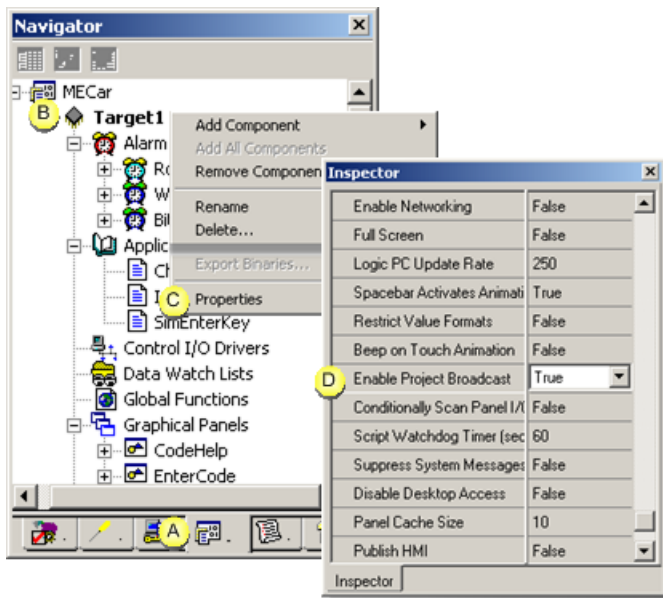 Navigator
MECar
B
Target1
Alarm
Ro
W
Bil
Applic
Ch
I
SimEnterKey
Control I/O Drivers
Data Watch Lists
Global Functions
Graphical Panels
CodeHelp
EnterCode
A
Add Component
Add All Components
Remove Componen
Rename
Delete...
Export Binaries...
C
Properties
Inspector
Enable Networking False
Full Screen False
Logic PC Update Rate 250
Spacebar Activates Animati True
Restrict Value Formats False
Beep on Touch Animation False
D Enable Project Broadcast True
Conditionally Scan Panel I/( False
Script Watchdog Timer (sec 60
Suppress System Messages False
Disable Desktop Access False
Panel Cache Size 10
Publish HMI False
Inspector